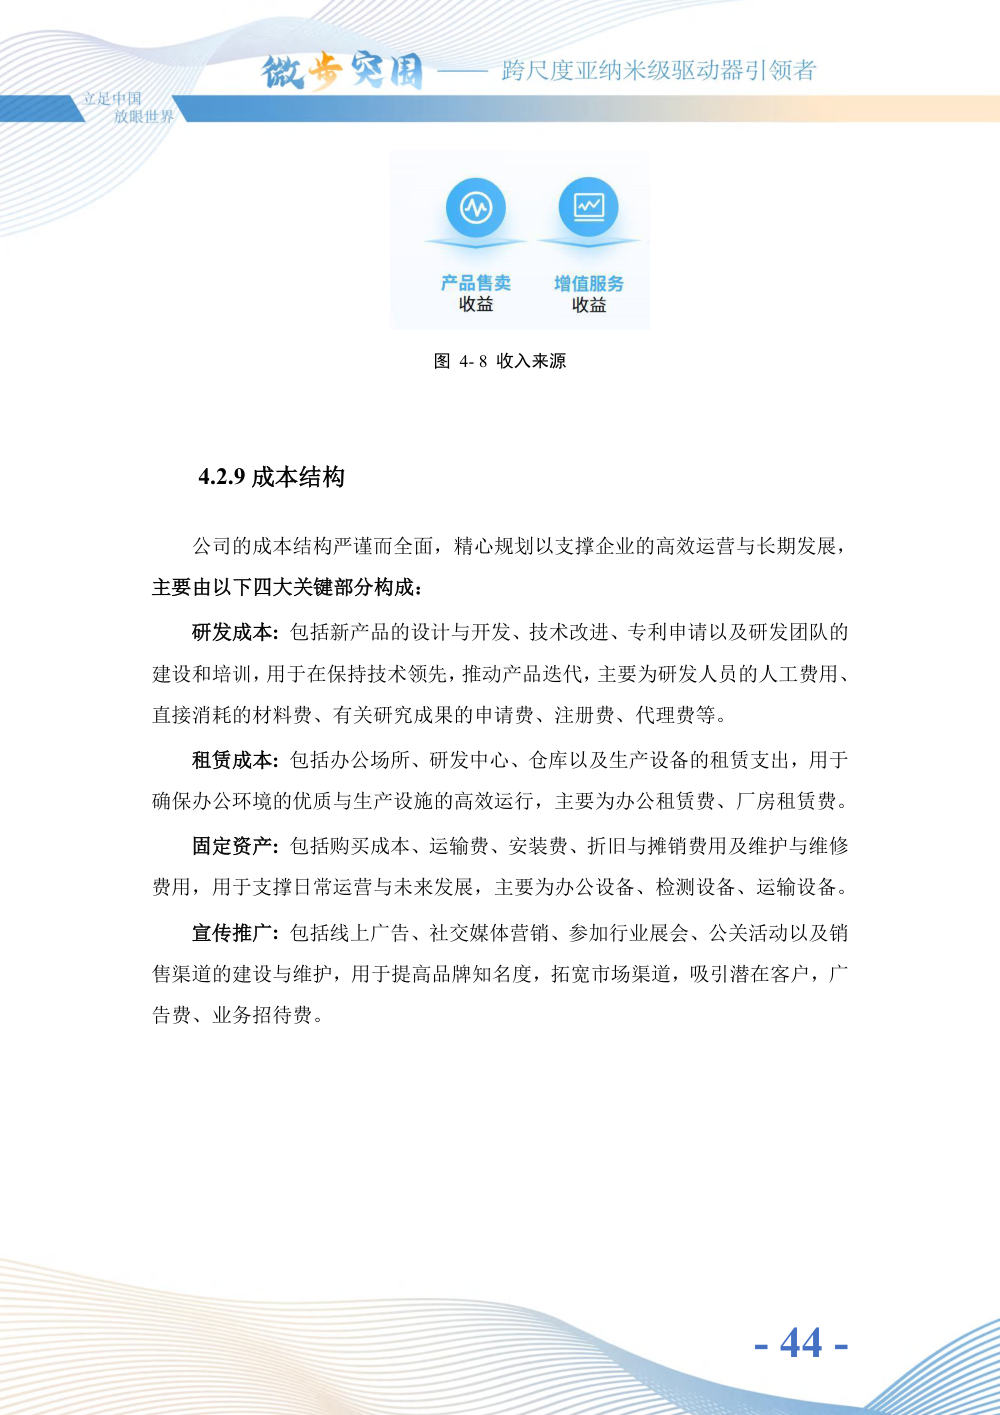 微步突围 —— 跨尺度亚纳米级驱动器引领者
立足中国
放眼世界
产品售卖 增值服务
收益 收益
图 4- 8 收入来源
4.2.9 成本结构
公司的成本结构严谨而全面，精心规划以支撑企业的高效运营与长期发展，
主要由以下四大关键部分构成：
研发成本：包括新产品的设计与开发、技术改进、专利申请以及研发团队的
建设和培训，用于在保持技术领先，推动产品迭代，主要为研发人员的人工费用、
直接消耗的材料费、有关研究成果的申请费、注册费、代理费等。
租赁成本：包括办公场所、研发中心、仓库以及生产设备的租赁支出，用于
确保办公环境的优质与生产设施的高效运行，主要为办公租赁费、厂房租赁费。
固定资产：包括购买成本、运输费、安装费、折旧与摊销费用及维护与维修
费用，用于支撑日常运营与未来发展，主要为办公设备、检测设备、运输设备。
宣传推广：包括线上广告、社交媒体营销、参加行业展会、公关活动以及销
售渠道的建设与维护，用于提高品牌知名度，拓宽市场渠道，吸引潜在客户，广
告费、业务招待费。
- 44 -